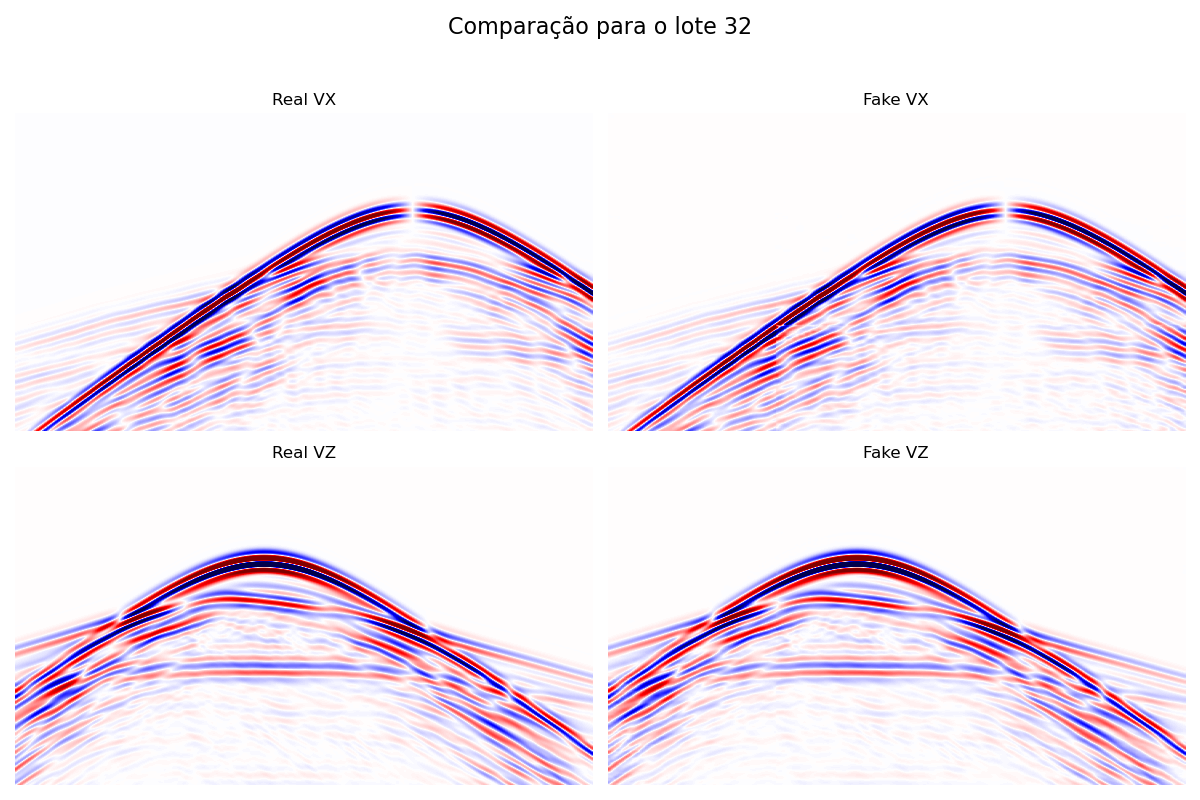 Comparação para o lote 32
Real VX
Fake VX
Real VZ
Fake VZ